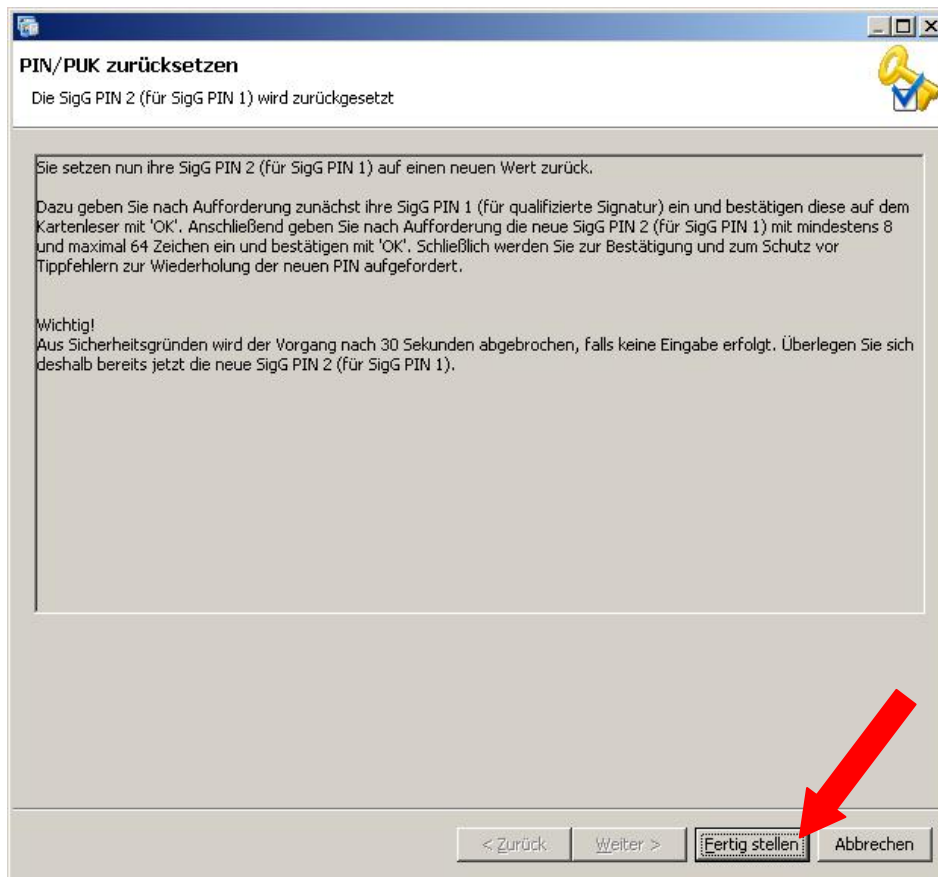 PIN/PUK zurücksetzen
Die SigG PIN 2 (für SigG PIN 1) wird zurückgesetzt
Sie setzen nun ihre SigG PIN 2 (für SigG PIN 1) auf einen neuen Wert zurück.
Dazu geben Sie nach Aufforderung zunächst ihre SigG PIN 1 (für qualifizierte Signatur) ein und bestätigen diese auf dem
Kartenleser mit 'OK'. Anschließend geben Sie nach Aufforderung die neue SigG PIN 2 (für SigG PIN 1) mit mindestens 8
und maximal 64 Zeichen ein und bestätigen mit 'OK'. Schließlich werden Sie zur Bestätigung und zum Schutz vor
Tippfehlern zur Wiederholung der neuen PIN aufgefordert.
Wichtig!
Aus Sicherheitsgründen wird der Vorgang nach 30 Sekunden abgebrochen, falls keine Eingabe erfolgt. Überlegen Sie sich
deshalb bereits jetzt die neue SigG PIN 2 (für SigG PIN 1).
< Zurück Weiter > Fertig stellen Abbrechen